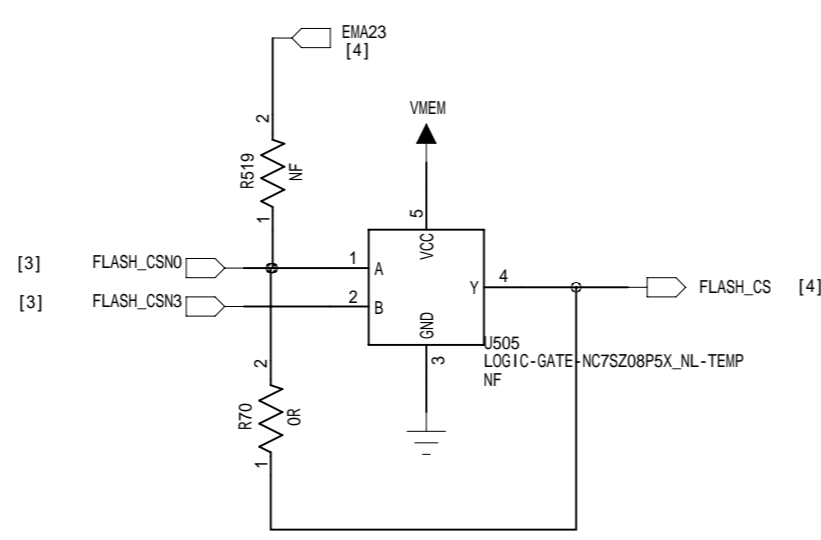 EMA23
[4]
VMEM
2
R519
NF
1
5
VCC
[3] FLASH_CSN0 1 A
[3] FLASH_CSN3 2 B
Y 4 FLASH_CS [4]
GND
3
U505
LOGIC-GATE-NC7SZ08P5X_NL-TEMP
NF
2
R70
0R
1